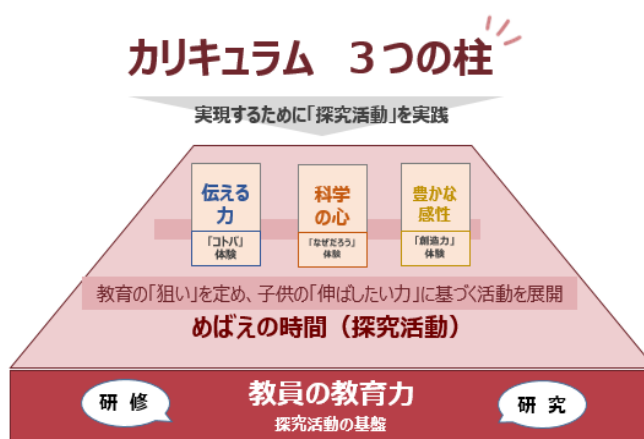 カリキュラム　３つの柱
実現するために「探究活動」を実践
伝える
力
「コトバ」
体験
科学
の心
「なぜだろう」
体験
豊かな
感性
「創造力」
体験
教育の「狙い」を定め、子供の「伸ばしたい力」に基づく活動を展開
めばえの時間（探究活動）
研 修
教員の教育力
探究活動の基盤
研 究